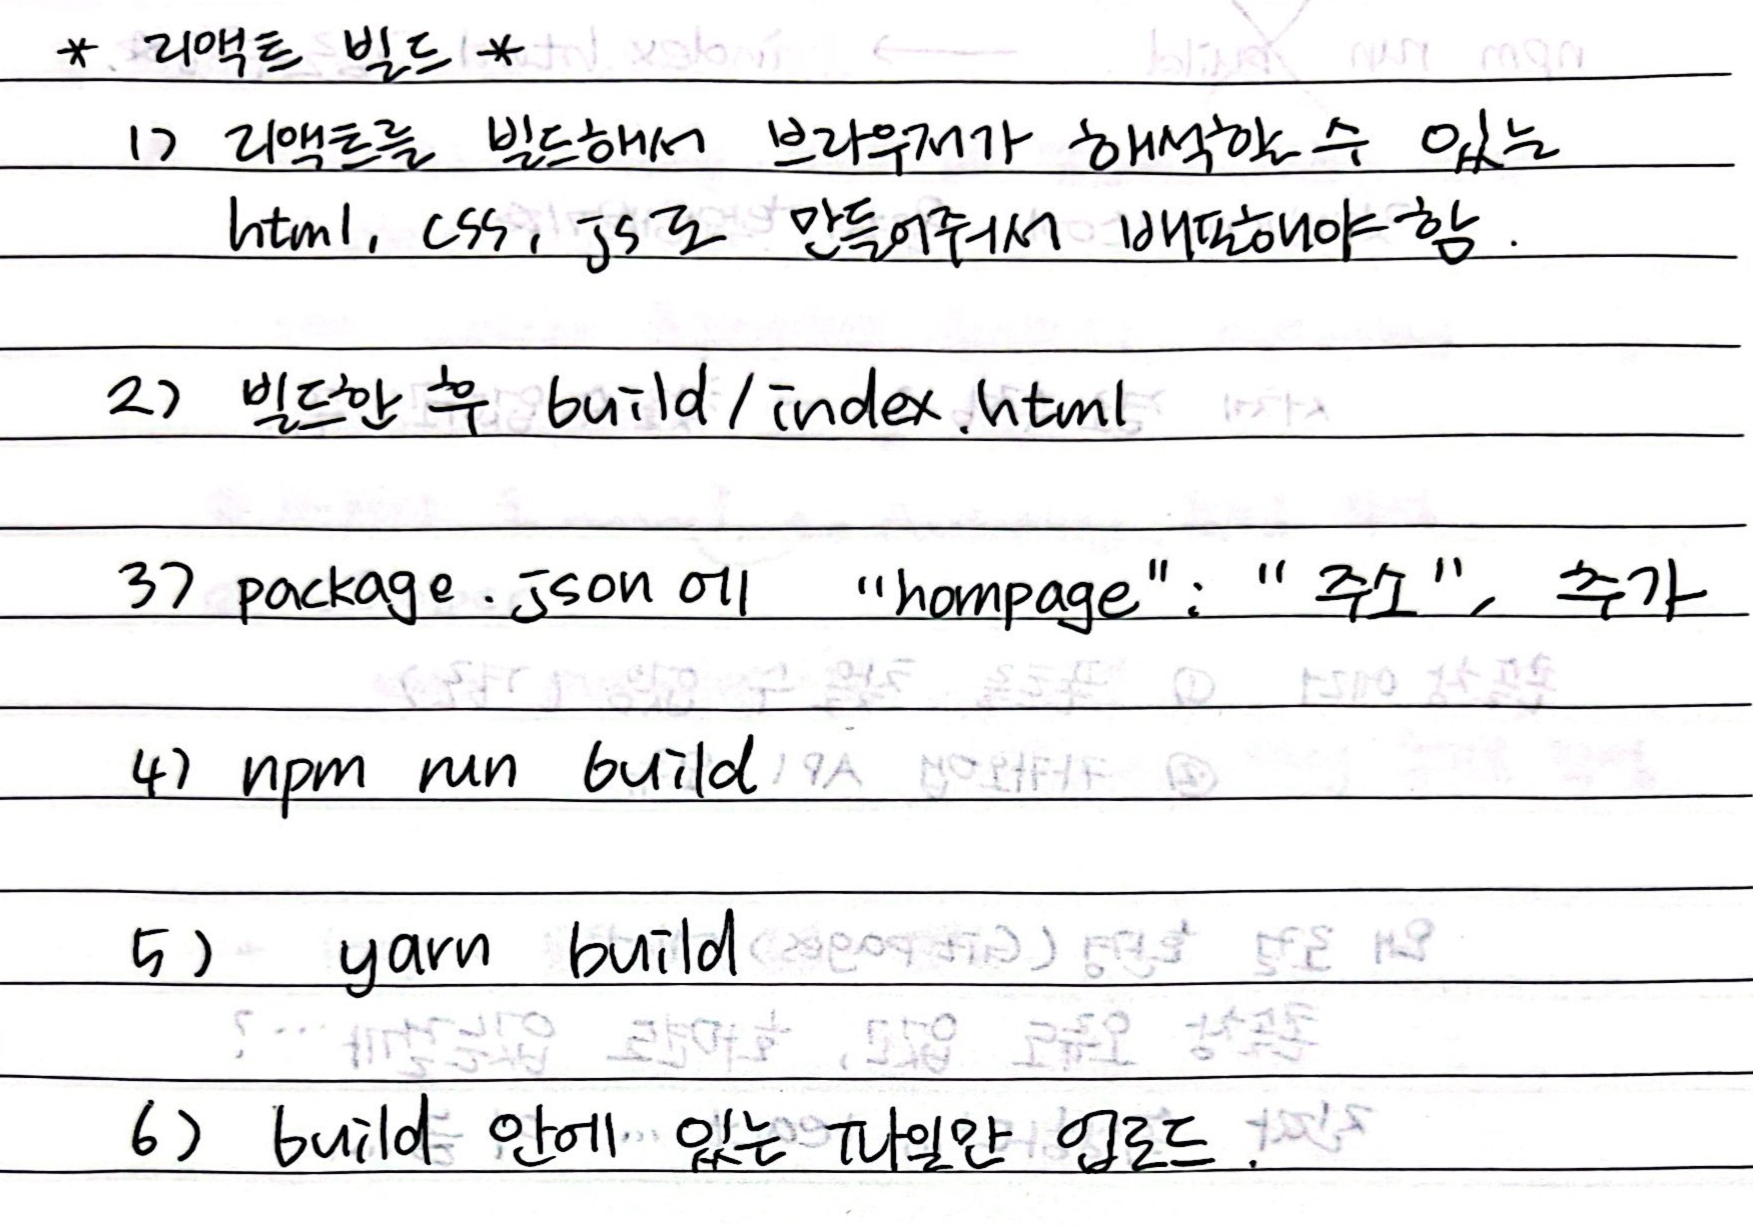 * 리액트 빌드 *
1) 리액트를 빌드해서 브라우저가 해석할 수 있는
html, css, js로 만들어줘서 배포해야 함.
2) 빌드한 후 build/index.html
3) package.json에 "hompage": "주소", 추가
4) npm run build
5) yarn build
6) build 안에 있는 파일만 업로드.